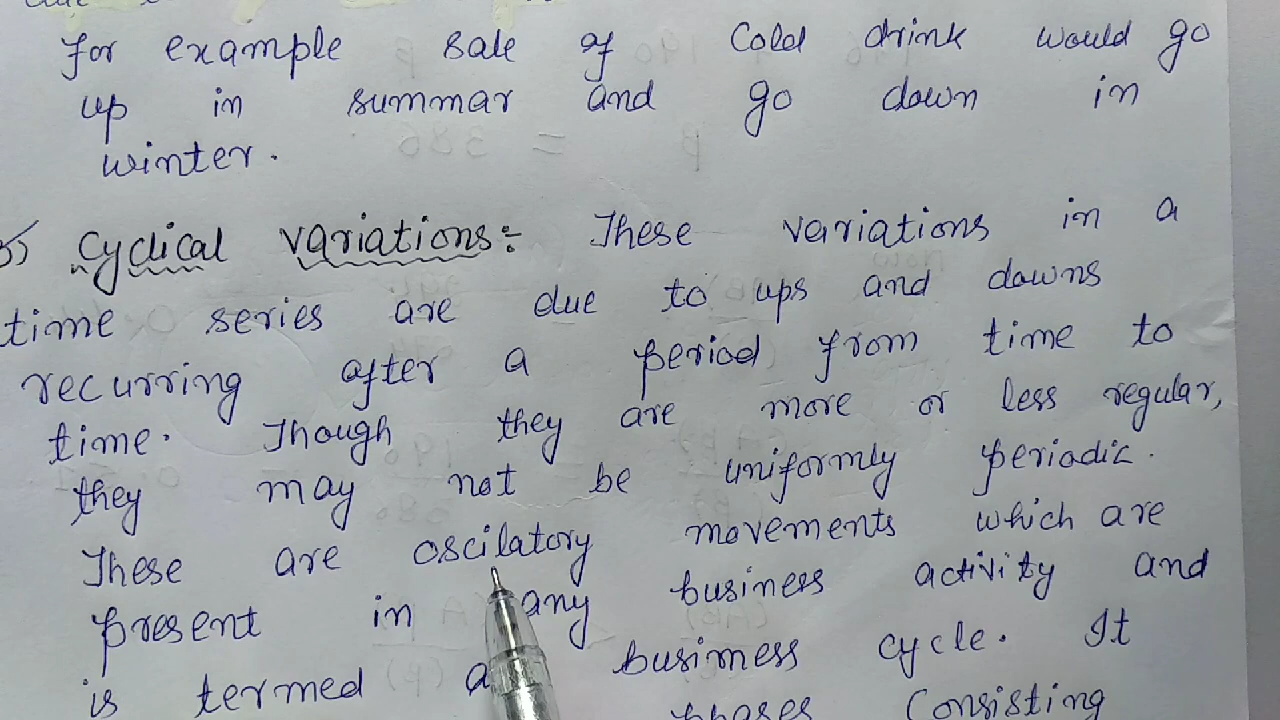 for example sale of cold drink would go
up in summar and go down in
winter.
Cyclical variations:- These variations in a
time series are due to ups and downs
recurring after a period from time to
time. Though they are more or less regular,
they may not be uniformly periodic.
These are oscilatory movements which are
present in any business activity and
is termed a business cycle. It
phases Consisting